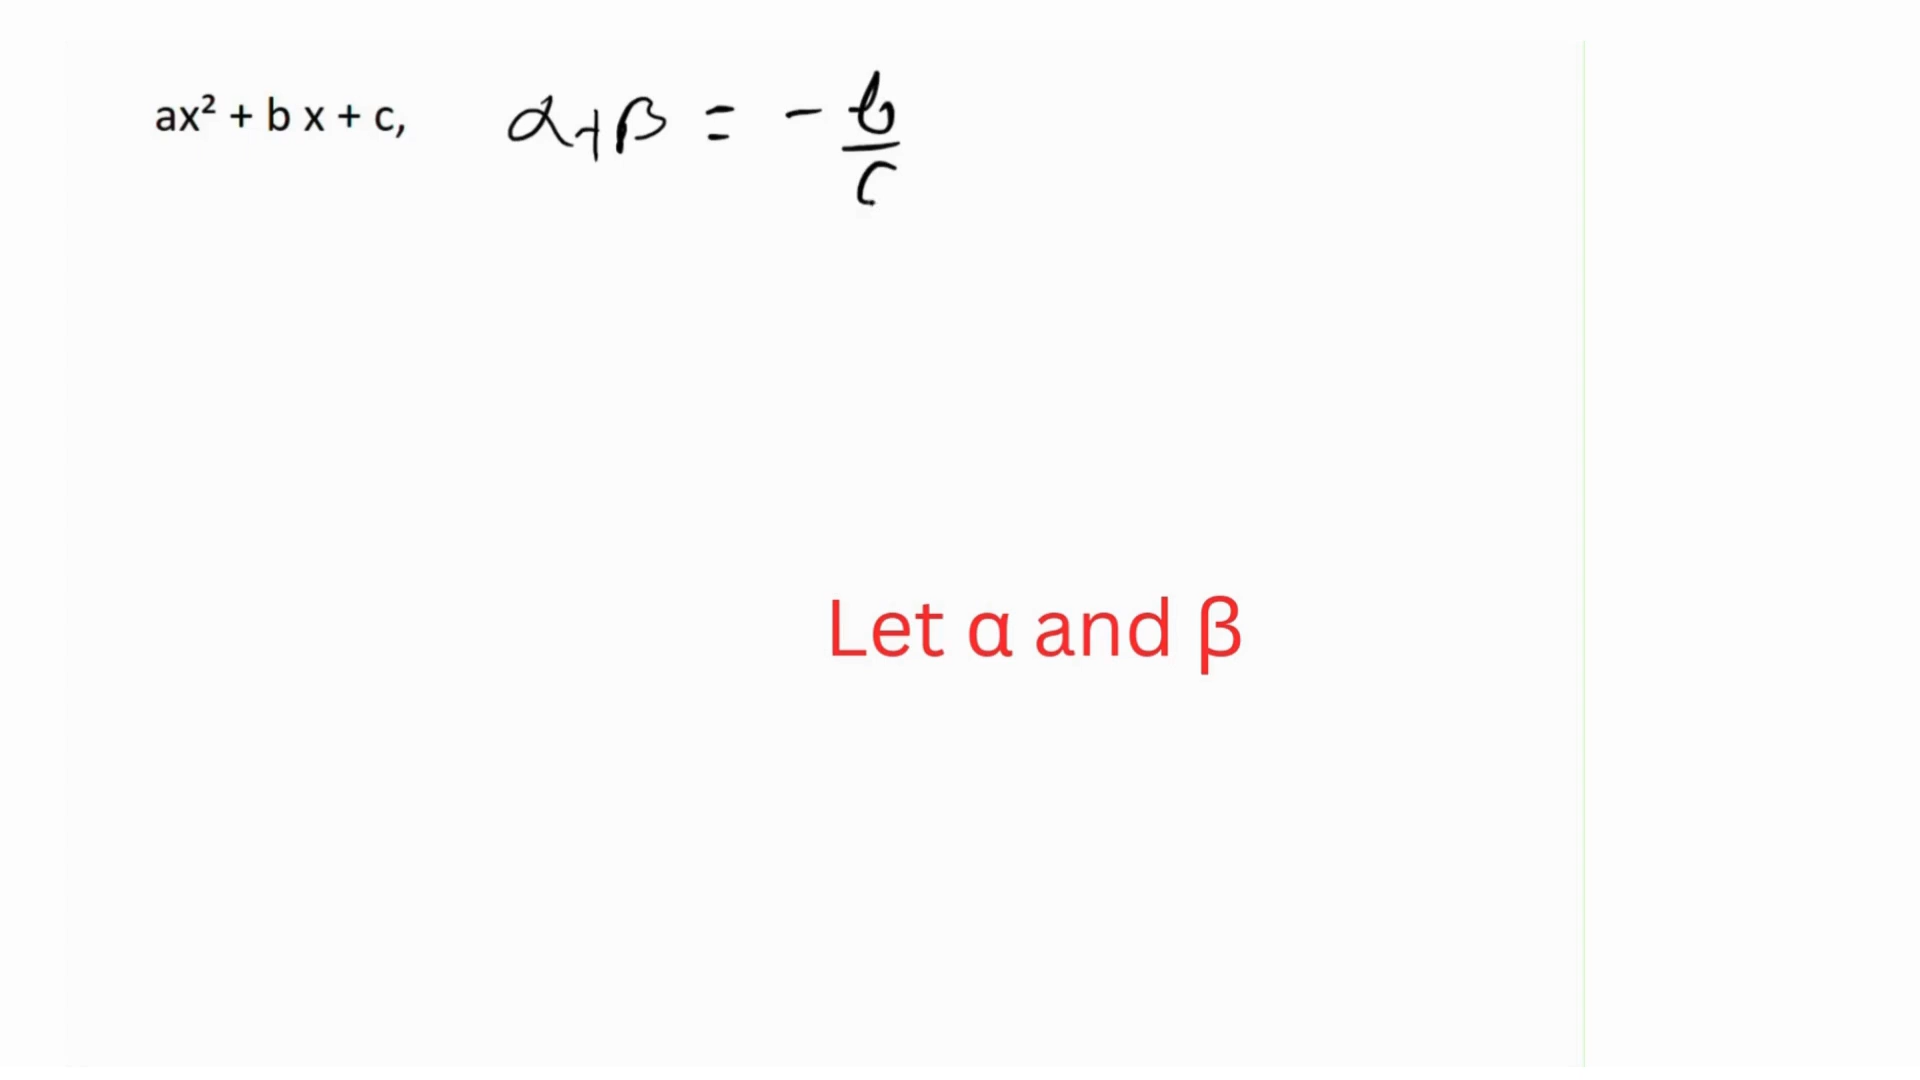 ax² + b x + c, α+β = - b/c
Let α and β